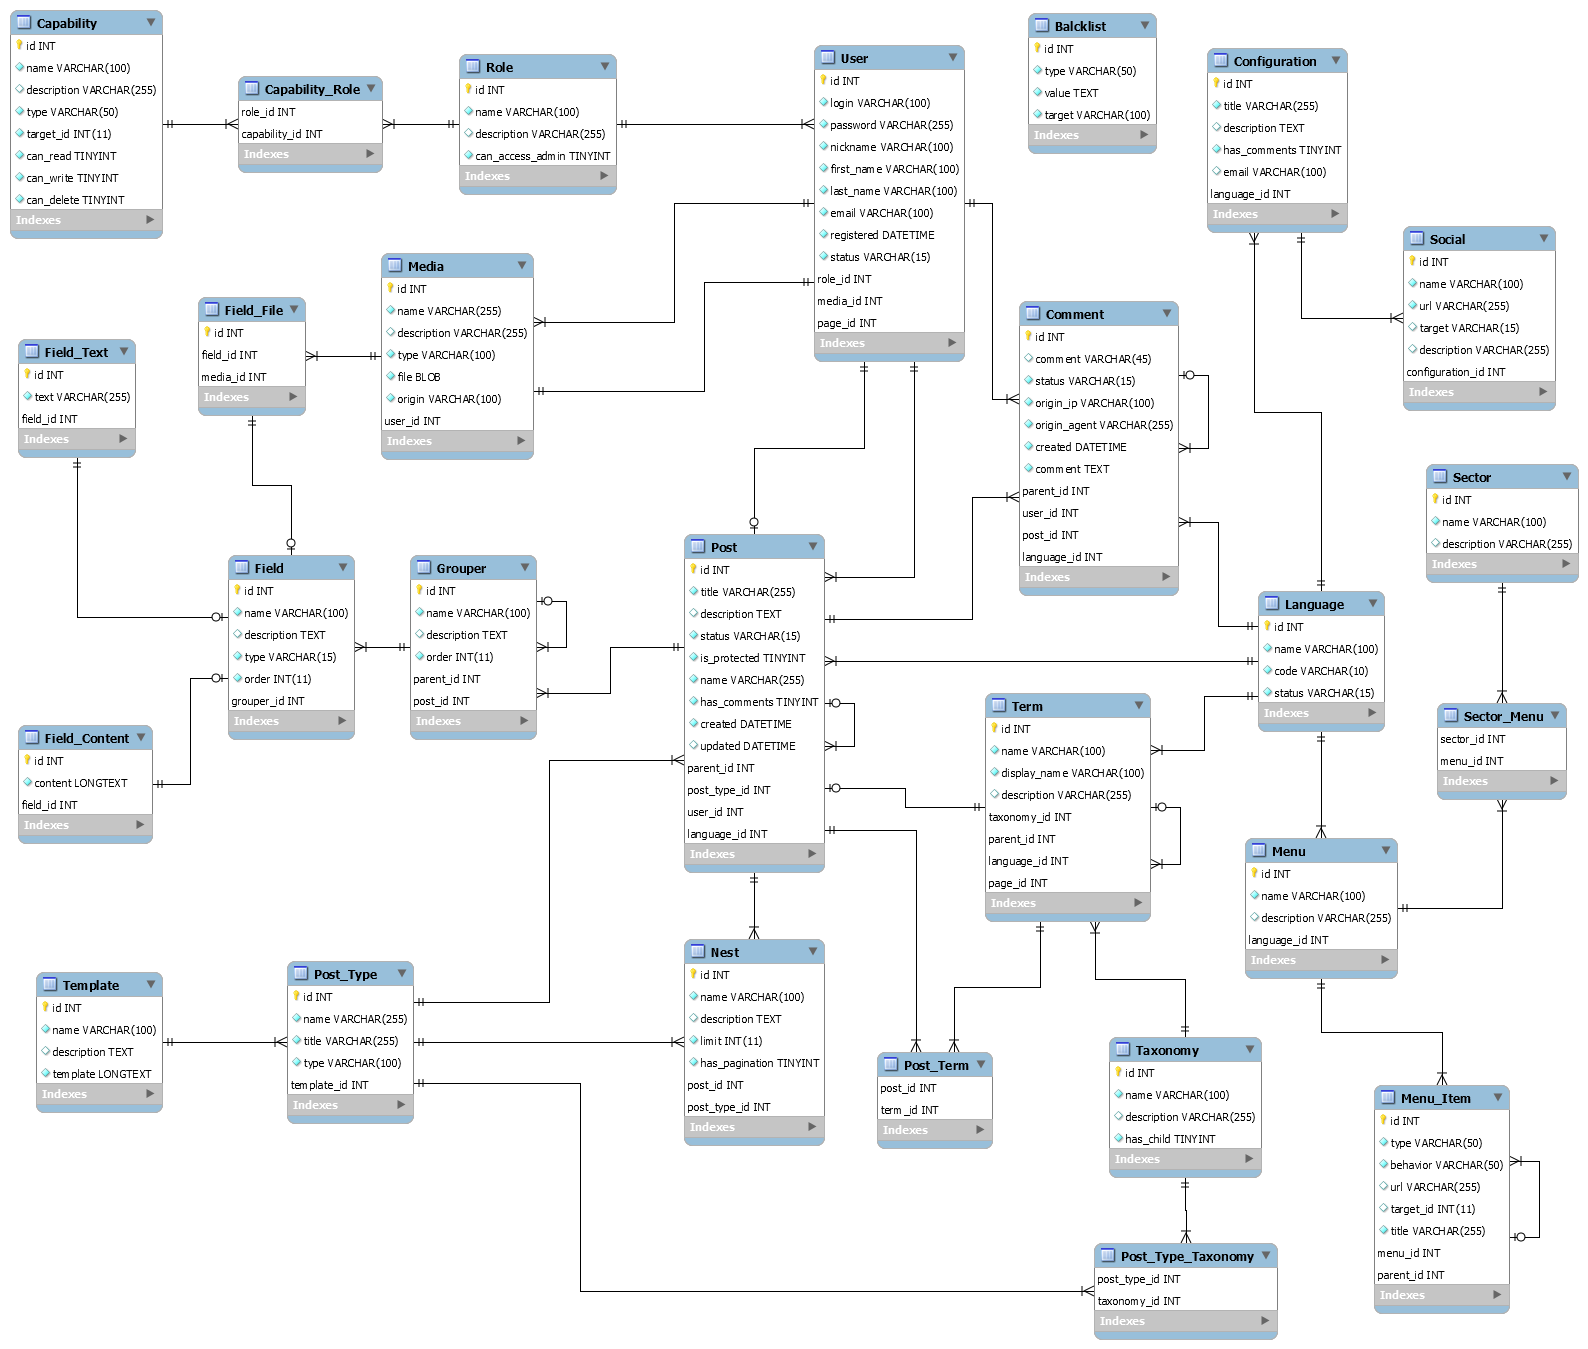 Capability
id INT
name VARCHAR(100)
description VARCHAR(255)
type VARCHAR(50)
target_id INT(11)
can_read TINYINT
can_write TINYINT
can_delete TINYINT
Indexes
Capability_Role
role_id INT
capability_id INT
Indexes
Role
id INT
name VARCHAR(100)
description VARCHAR(255)
can_access_admin TINYINT
Indexes
User
id INT
login VARCHAR(100)
password VARCHAR(255)
nickname VARCHAR(100)
first_name VARCHAR(100)
last_name VARCHAR(100)
email VARCHAR(100)
registered DATETIME
status VARCHAR(15)
role_id INT
media_id INT
page_id INT
Indexes
Balcklist
id INT
type VARCHAR(50)
value TEXT
target VARCHAR(100)
Indexes
Configuration
id INT
title VARCHAR(255)
description TEXT
has_comments TINYINT
email VARCHAR(100)
language_id INT
Indexes
Social
id INT
name VARCHAR(100)
url VARCHAR(255)
target VARCHAR(15)
description VARCHAR(255)
configuration_id INT
Indexes
Media
id INT
name VARCHAR(255)
description VARCHAR(255)
type VARCHAR(100)
file BLOB
origin VARCHAR(100)
user_id INT
Indexes
Field_File
id INT
field_id INT
media_id INT
Indexes
Field_Text
id INT
text VARCHAR(255)
field_id INT
Indexes
Comment
id INT
comment VARCHAR(45)
status VARCHAR(15)
origin_ip VARCHAR(100)
origin_agent VARCHAR(255)
created DATETIME
comment TEXT
parent_id INT
user_id INT
post_id INT
language_id INT
Indexes
Sector
id INT
name VARCHAR(100)
description VARCHAR(255)
Indexes
Field
id INT
name VARCHAR(100)
description TEXT
type VARCHAR(15)
order INT(11)
grouper_id INT
Indexes
Grouper
id INT
name VARCHAR(100)
description TEXT
order INT(11)
parent_id INT
post_id INT
Indexes
Post
id INT
title VARCHAR(255)
description TEXT
status VARCHAR(15)
is_protected TINYINT
name VARCHAR(255)
has_comments TINYINT
created DATETIME
updated DATETIME
parent_id INT
post_type_id INT
user_id INT
language_id INT
Indexes
Language
id INT
name VARCHAR(100)
code VARCHAR(10)
status VARCHAR(15)
Indexes
Term
id INT
name VARCHAR(100)
display_name VARCHAR(100)
description VARCHAR(255)
taxonomy_id INT
parent_id INT
language_id INT
page_id INT
Indexes
Sector_Menu
sector_id INT
menu_id INT
Indexes
Field_Content
id INT
content LONGTEXT
field_id INT
Indexes
Menu
id INT
name VARCHAR(100)
description VARCHAR(255)
language_id INT
Indexes
Template
id INT
name VARCHAR(100)
description TEXT
template LONGTEXT
Indexes
Post_Type
id INT
name VARCHAR(255)
title VARCHAR(255)
type VARCHAR(100)
template_id INT
Indexes
Nest
id INT
name VARCHAR(100)
description TEXT
limit INT(11)
has_pagination TINYINT
post_id INT
post_type_id INT
Indexes
Post_Term
post_id INT
term_id INT
Indexes
Taxonomy
id INT
name VARCHAR(100)
description VARCHAR(255)
has_child TINYINT
Indexes
Menu_Item
id INT
type VARCHAR(50)
behavior VARCHAR(50)
url VARCHAR(255)
target_id INT(11)
title VARCHAR(255)
menu_id INT
parent_id INT
Indexes
Post_Type_Taxonomy
post_type_id INT
taxonomy_id INT
Indexes